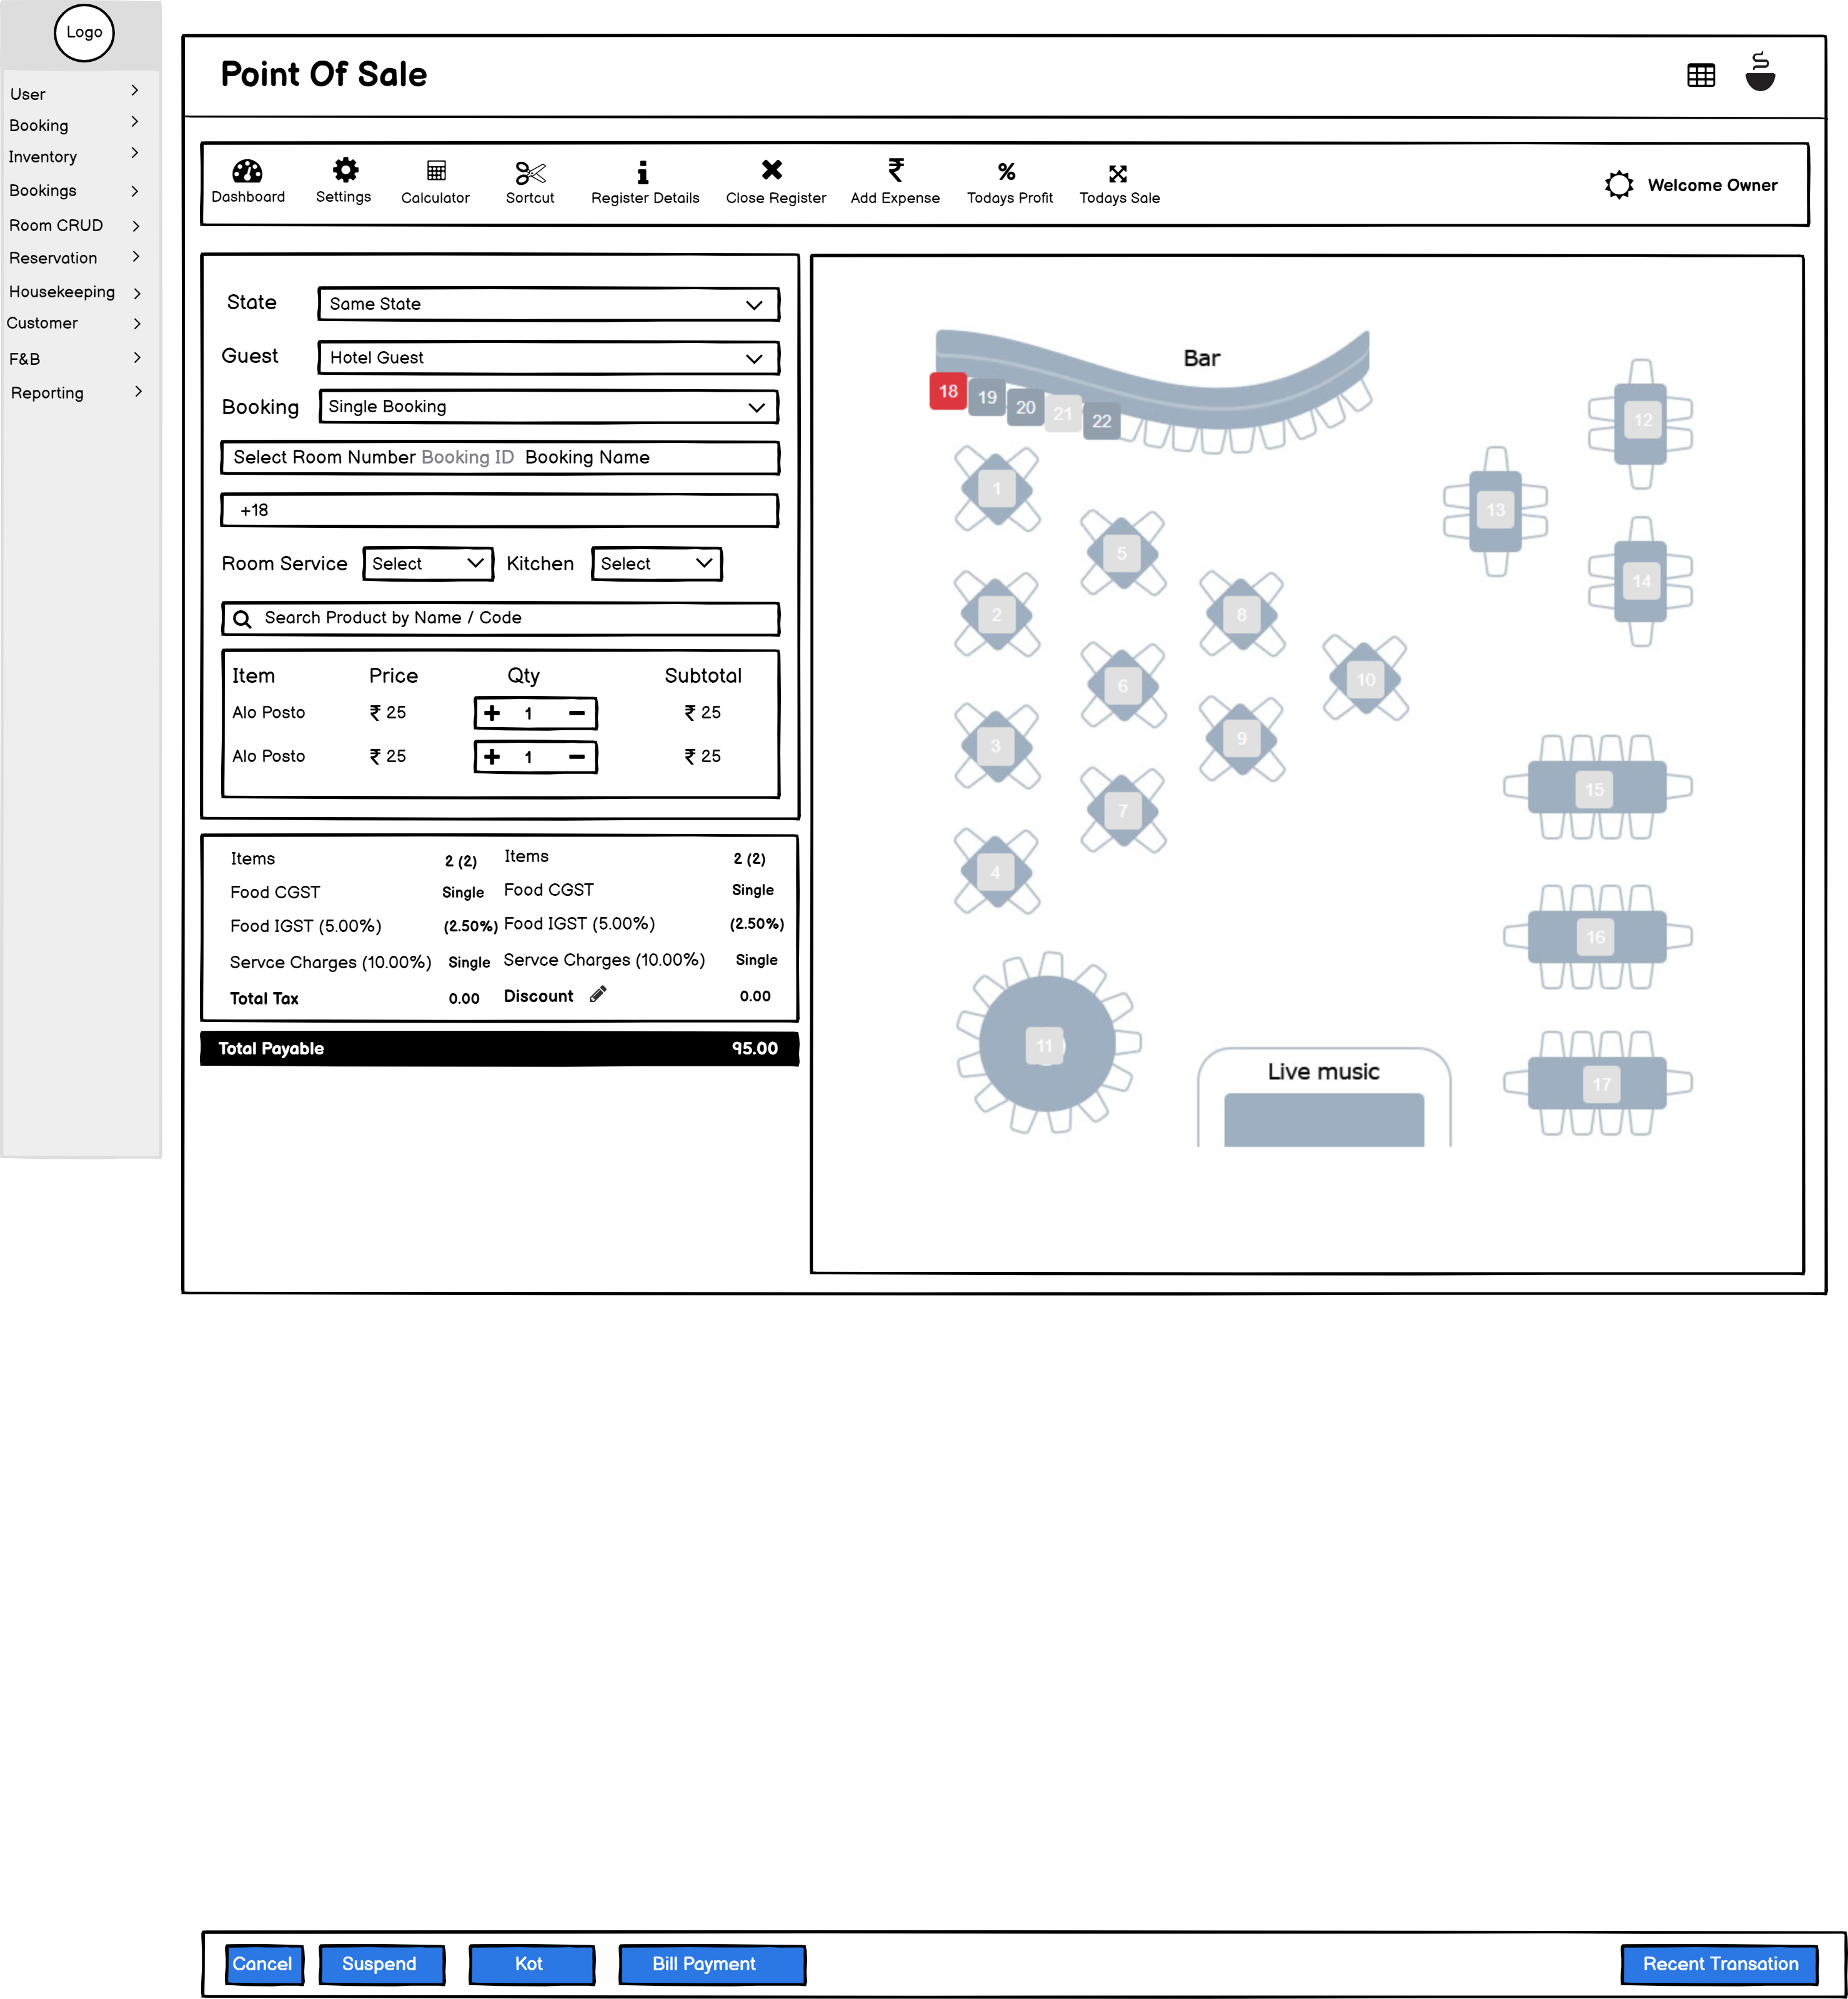 Logo
User
Booking
Inventory
Bookings
Room CRUD
Reservation
Housekeeping
Customer
F&B
Reporting
Point Of Sale
Dashboard Settings Calculator Sortcut Register Details Close Register Add Expense Todays Profit Todays Sale Welcome Owner
State Same State
Guest Hotel Guest
Booking Single Booking
Select Room Number Booking ID Booking Name
+18
Room Service Select Kitchen Select
Search Product by Name / Code
Item Price Qty Subtotal
Alo Posto ₹ 25 + 1 − ₹ 25
Alo Posto ₹ 25 + 1 − ₹ 25
Items 2 (2) Items 2 (2)
Food CGST Single Food CGST Single
Food IGST (5.00%) (2.50%) Food IGST (5.00%) (2.50%)
Servce Charges (10.00%) Single Servce Charges (10.00%) Single
Total Tax 0.00 Discount 0.00
Total Payable 95.00
Bar
18 19 20 21 22
12
1
13
5
14
2
8
6
10
3
9
15
7
4
16
11
Live music
17
Cancel Suspend Kot Bill Payment Recent Transation